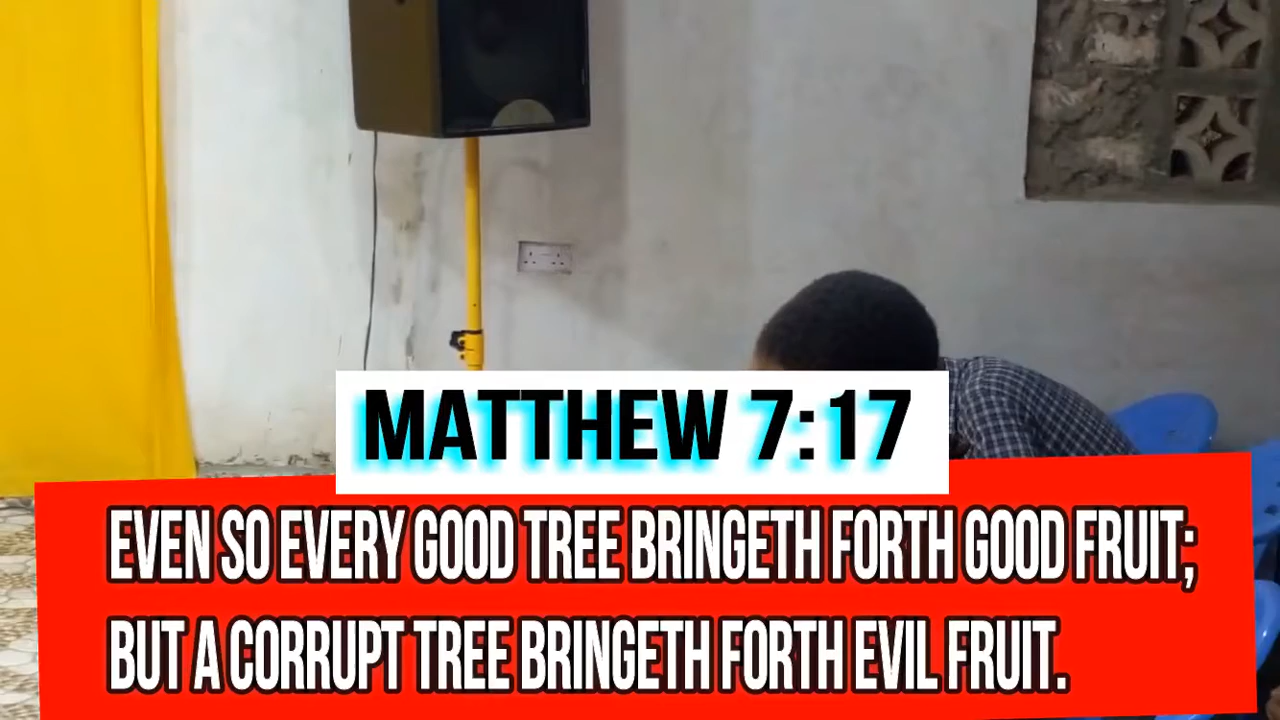 MATTHEW 7:17
EVEN SO EVERY GOOD TREE BRINGETH FORTH GOOD FRUIT;
BUT A CORRUPT TREE BRINGETH FORTH EVIL FRUIT.